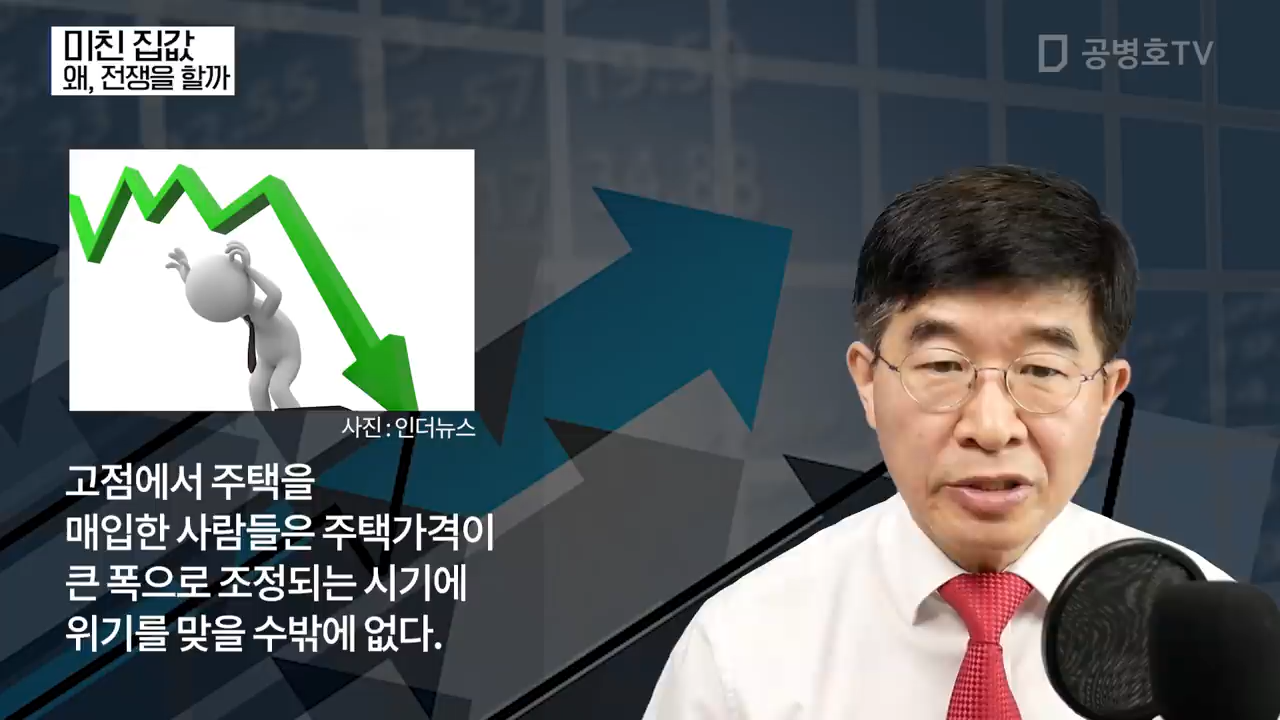 미친 집값
왜, 전쟁을 할까
공병호TV
사진 : 인더뉴스
고점에서 주택을
매입한 사람들은 주택가격이
큰 폭으로 조정되는 시기에
위기를 맞을 수밖에 없다.